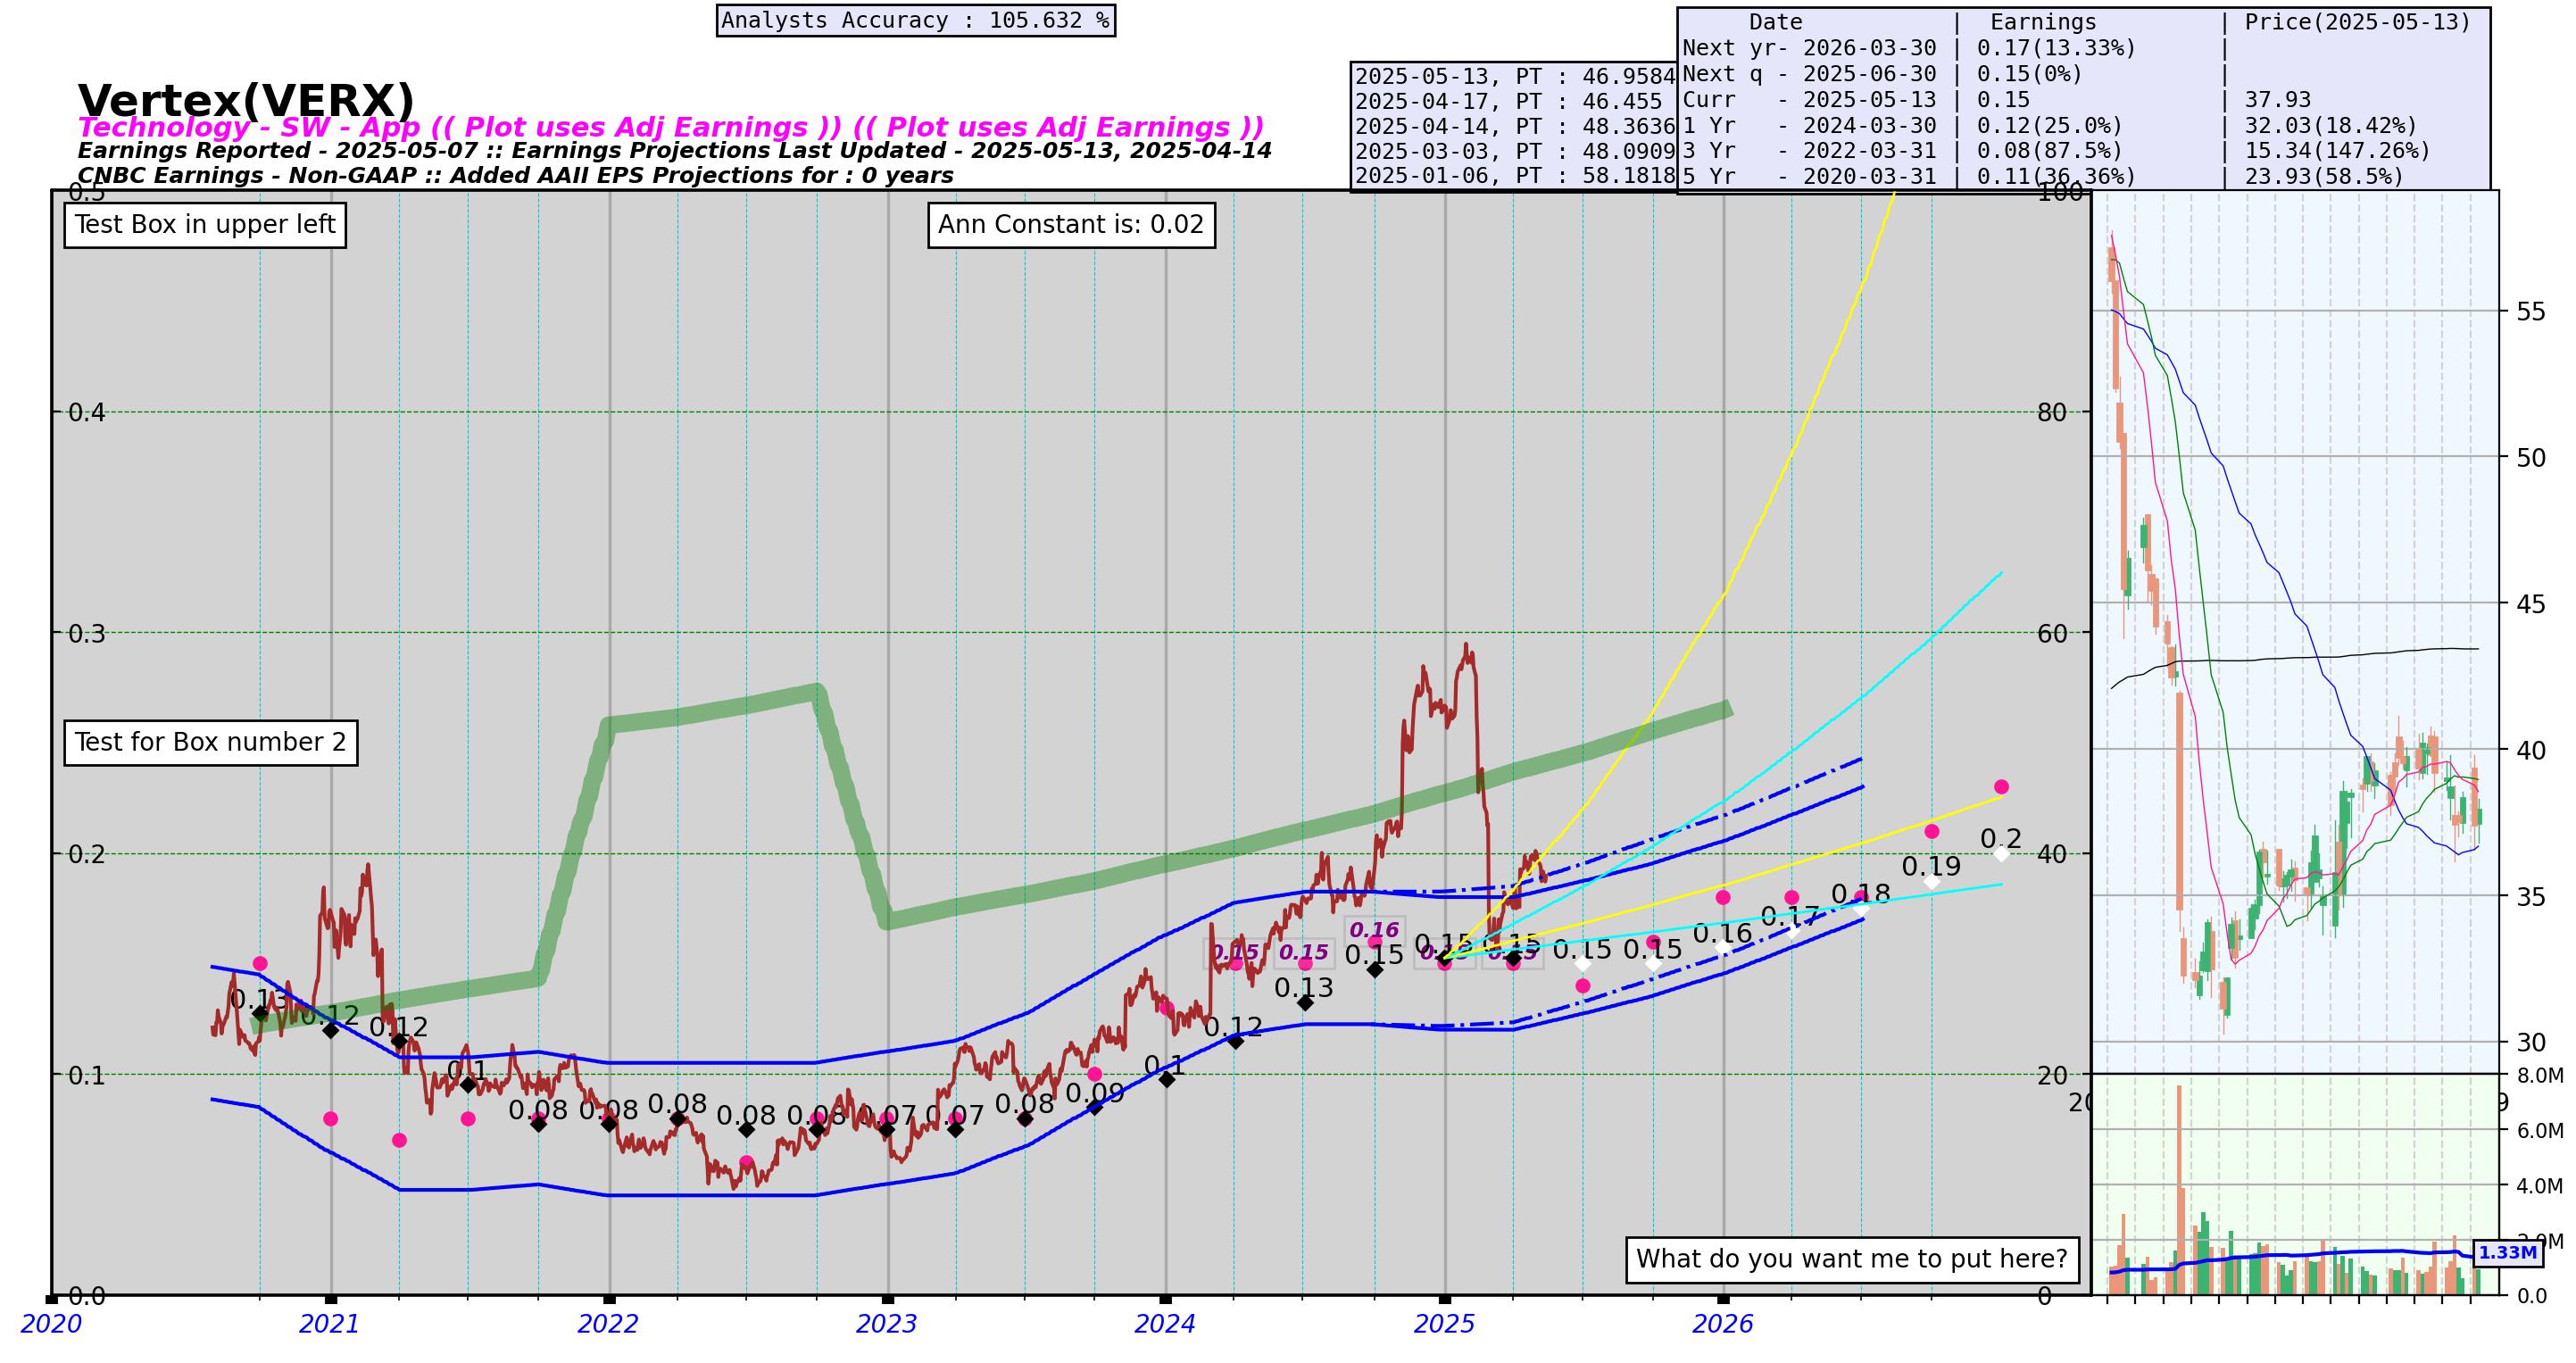 Analysts Accuracy : 105.632 %
Date | Earnings | Price(2025-05-13)
Next yr- 2026-03-30 | 0.17(13.33%) |
Next q - 2025-06-30 | 0.15(0%) |
Curr - 2025-05-13 | 0.15 | 37.93
1 Yr - 2024-03-30 | 0.12(25.0%) | 32.03(18.42%)
3 Yr - 2022-03-31 | 0.08(87.5%) | 15.34(147.26%)
5 Yr - 2020-03-31 | 0.11(36.36%) | 23.93(58.5%)
2025-05-13, PT : 46.9584
2025-04-17, PT : 46.455
2025-04-14, PT : 48.3636
2025-03-03, PT : 48.0909
2025-01-06, PT : 58.1818
Vertex(VERX)
Technology - SW - App (( Plot uses Adj Earnings )) (( Plot uses Adj Earnings ))
Earnings Reported - 2025-05-07 :: Earnings Projections Last Updated - 2025-05-13, 2025-04-14
CNBC Earnings - Non-GAAP :: Added AAII EPS Projections for : 0 years
0.5
0.4
0.3
0.2
0.1
0.0
Test Box in upper left
Ann Constant is: 0.02
Test for Box number 2
What do you want me to put here?
100
80
60
40
20
0
0.13
0.12
0.12
0.1
0.08
0.08
0.08
0.08
0.08
0.07
0.07
0.08
0.09
0.1
0.12
0.13
0.15
0.15
0.15
0.15
0.15
0.16
0.17
0.18
0.19
0.2
0.15
0.15
0.16
0.15
0.15
2020
2021
2022
2023
2024
2025
2026
55
50
45
40
35
30
8.0M
6.0M
4.0M
0.0
1.33M